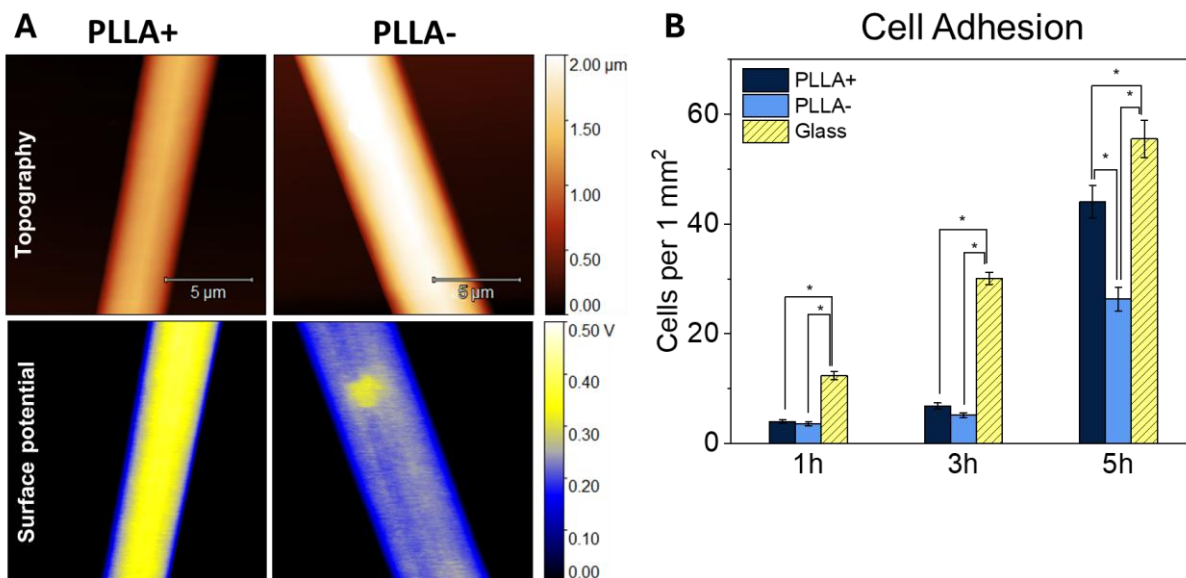 A
PLLA+
PLLA-
Topography
5 µm
5 µm
2.00 µm
1.50
1.00
0.50
0.00
Surface potential
0.50 V
0.40
0.30
0.20
0.10
0.00
B
Cell Adhesion
PLLA+
PLLA-
Glass
Cells per 1 mm²
60
40
20
0
* * *
* *
* *
1h
3h
5h